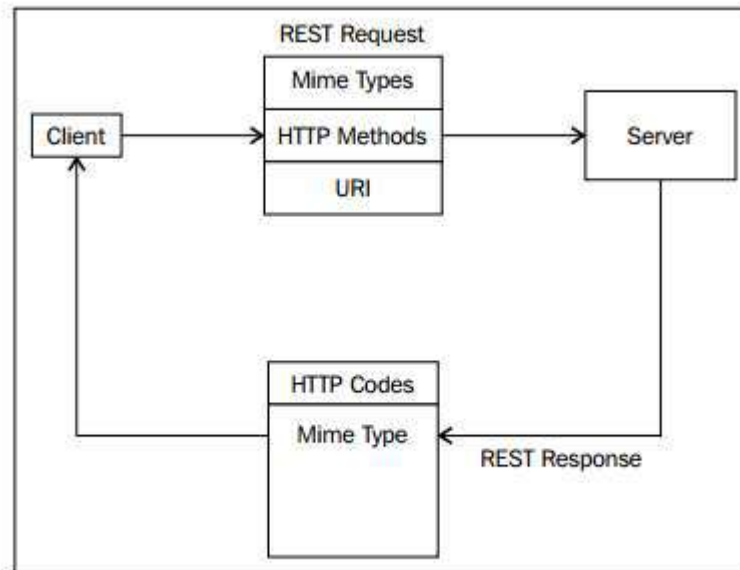 REST Request
Mime Types
Client
HTTP Methods
Server
URI
HTTP Codes
Mime Type
REST Response